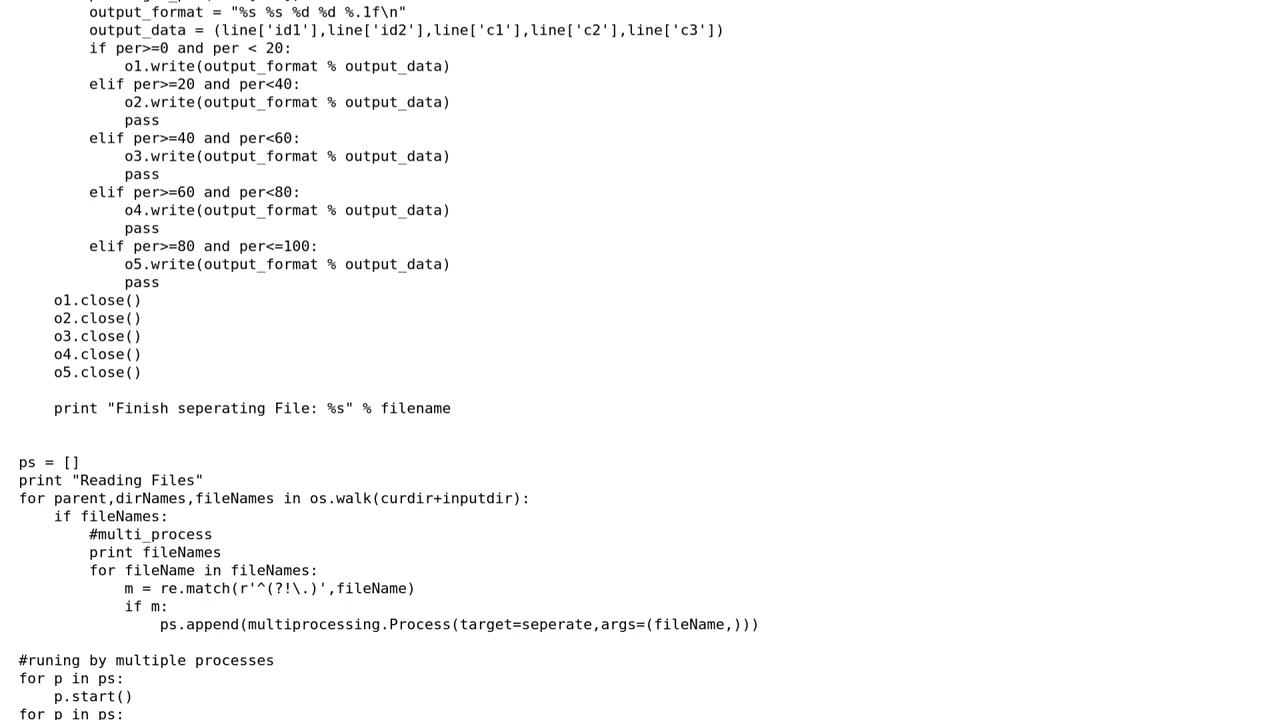 output_format = "%s %s %d %d %.1f\n"
output_data = (line['id1'],line['id2'],line['c1'],line['c2'],line['c3'])
if per>=0 and per < 20:
o1.write(output_format % output_data)
elif per>=20 and per<40:
o2.write(output_format % output_data)
pass
elif per>=40 and per<60:
o3.write(output_format % output_data)
pass
elif per>=60 and per<80:
o4.write(output_format % output_data)
pass
elif per>=80 and per<=100:
o5.write(output_format % output_data)
pass
o1.close()
o2.close()
o3.close()
o4.close()
o5.close()
print "Finish seperating File: %s" % filename
ps = []
print "Reading Files"
for parent,dirNames,fileNames in os.walk(curdir+inputdir):
if fileNames:
#multi_process
print fileNames
for fileName in fileNames:
m = re.match(r'^(?!\.)',fileName)
if m:
ps.append(multiprocessing.Process(target=seperate,args=(fileName,)))
#runing by multiple processes
for p in ps:
p.start()
for p in ps: